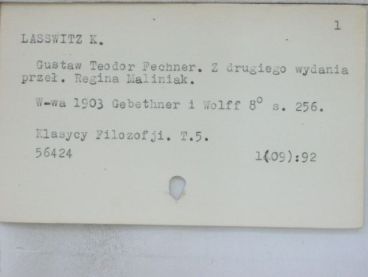 1
LASSWITZ K.
Gustaw Teodor Fechner. Z drugiego wydania
przeł. Regina Maliniak.
W-wa 1903 Gebethner i Wolff 8° s. 256.
Klasycy Filozofji. T.5.
56424 1(09):92